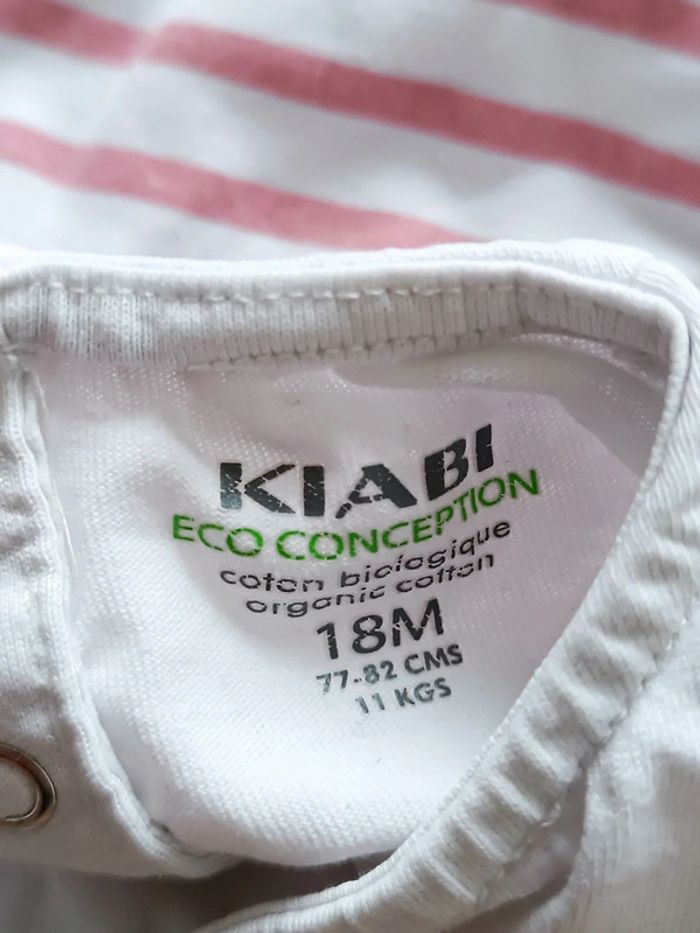 KIABI
ECO CONCEPTION
coton biologique
organic cotton
18M
77-82 CMS
11 KGS